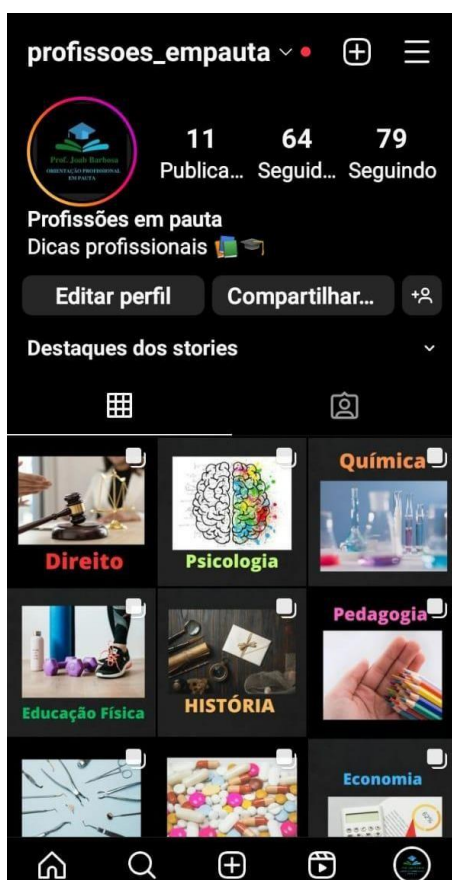 profissoes_empauta
11
64
79
Publica...
Seguid...
Seguindo
Prof. Joab Barbosa
ORIENTAÇÃO PROFISSIONAL
EM PAUTA
Profissões em pauta
Dicas profissionais
Editar perfil
Compartilhar...
Destaques dos stories
Direito
Psicologia
Química
Educação Física
HISTÓRIA
Pedagogia
Economia